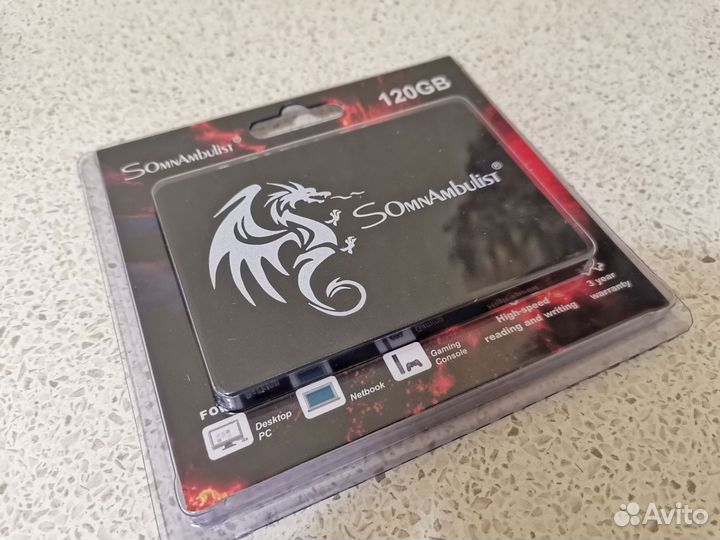 120GB
SOmnAmbulist®
SOmnAmbulist®
High-speed
reading and writing
3 year
warranty
Gaming
Console
Netbook
Desktop
PC
Avito